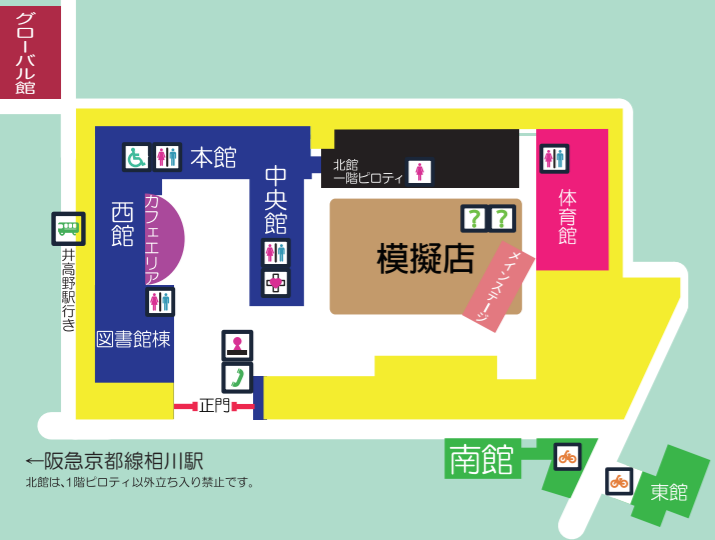 グローバル館
本館
中央館
北館
一階ピロティ
体育館
西館
カフェエリア
??
模擬店
メインステージ
井高野駅行き
図書館棟
正門
←阪急京都線相川駅
北館は、1階ピロティ以外立ち入り禁止です。
南館
東館